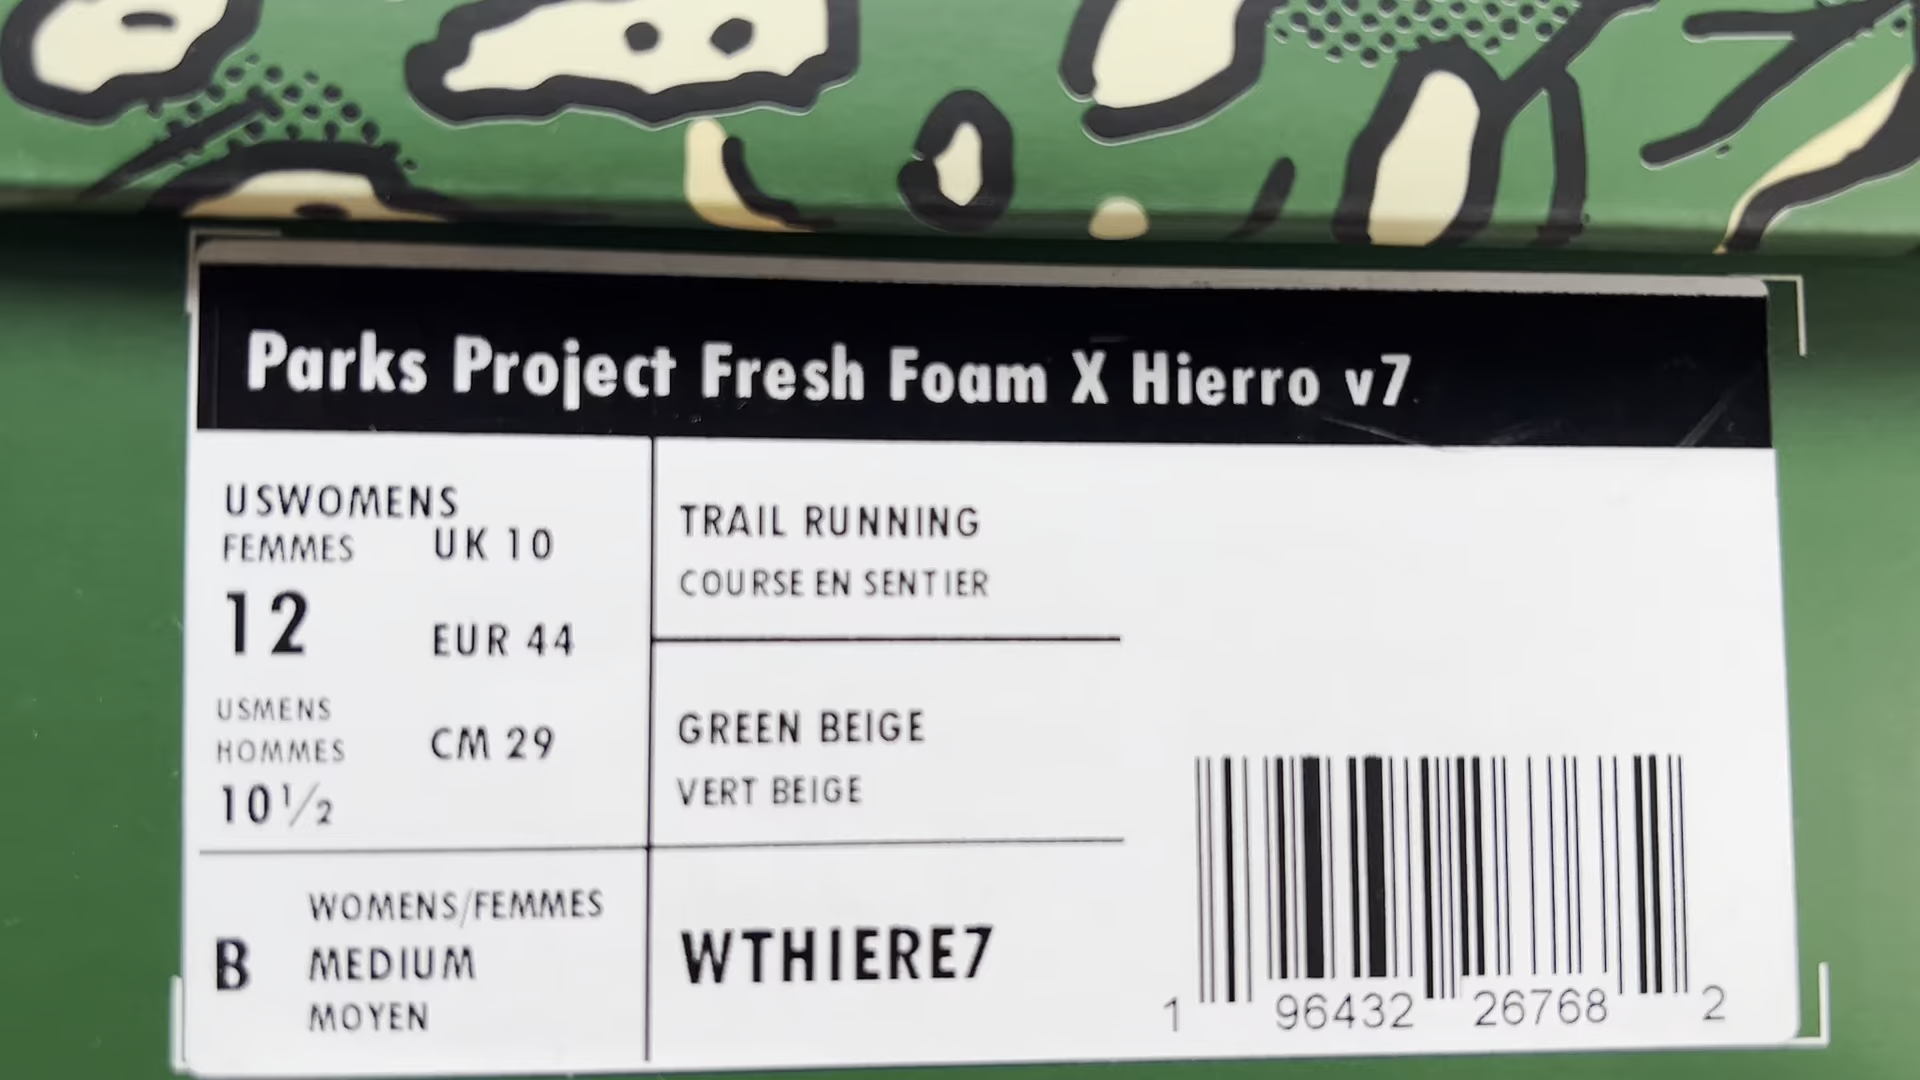 Parks Project Fresh Foam X Hierro v7
USWOMENS
FEMMES
12
UK 10
EUR 44
USMENS
HOMMES
10½
CM 29
TRAIL RUNNING
COURSE EN SENTIER
GREEN BEIGE
VERT BEIGE
B
WOMENS/FEMMES
MEDIUM
MOYEN
WTHIERE7
1 96432 26768 2